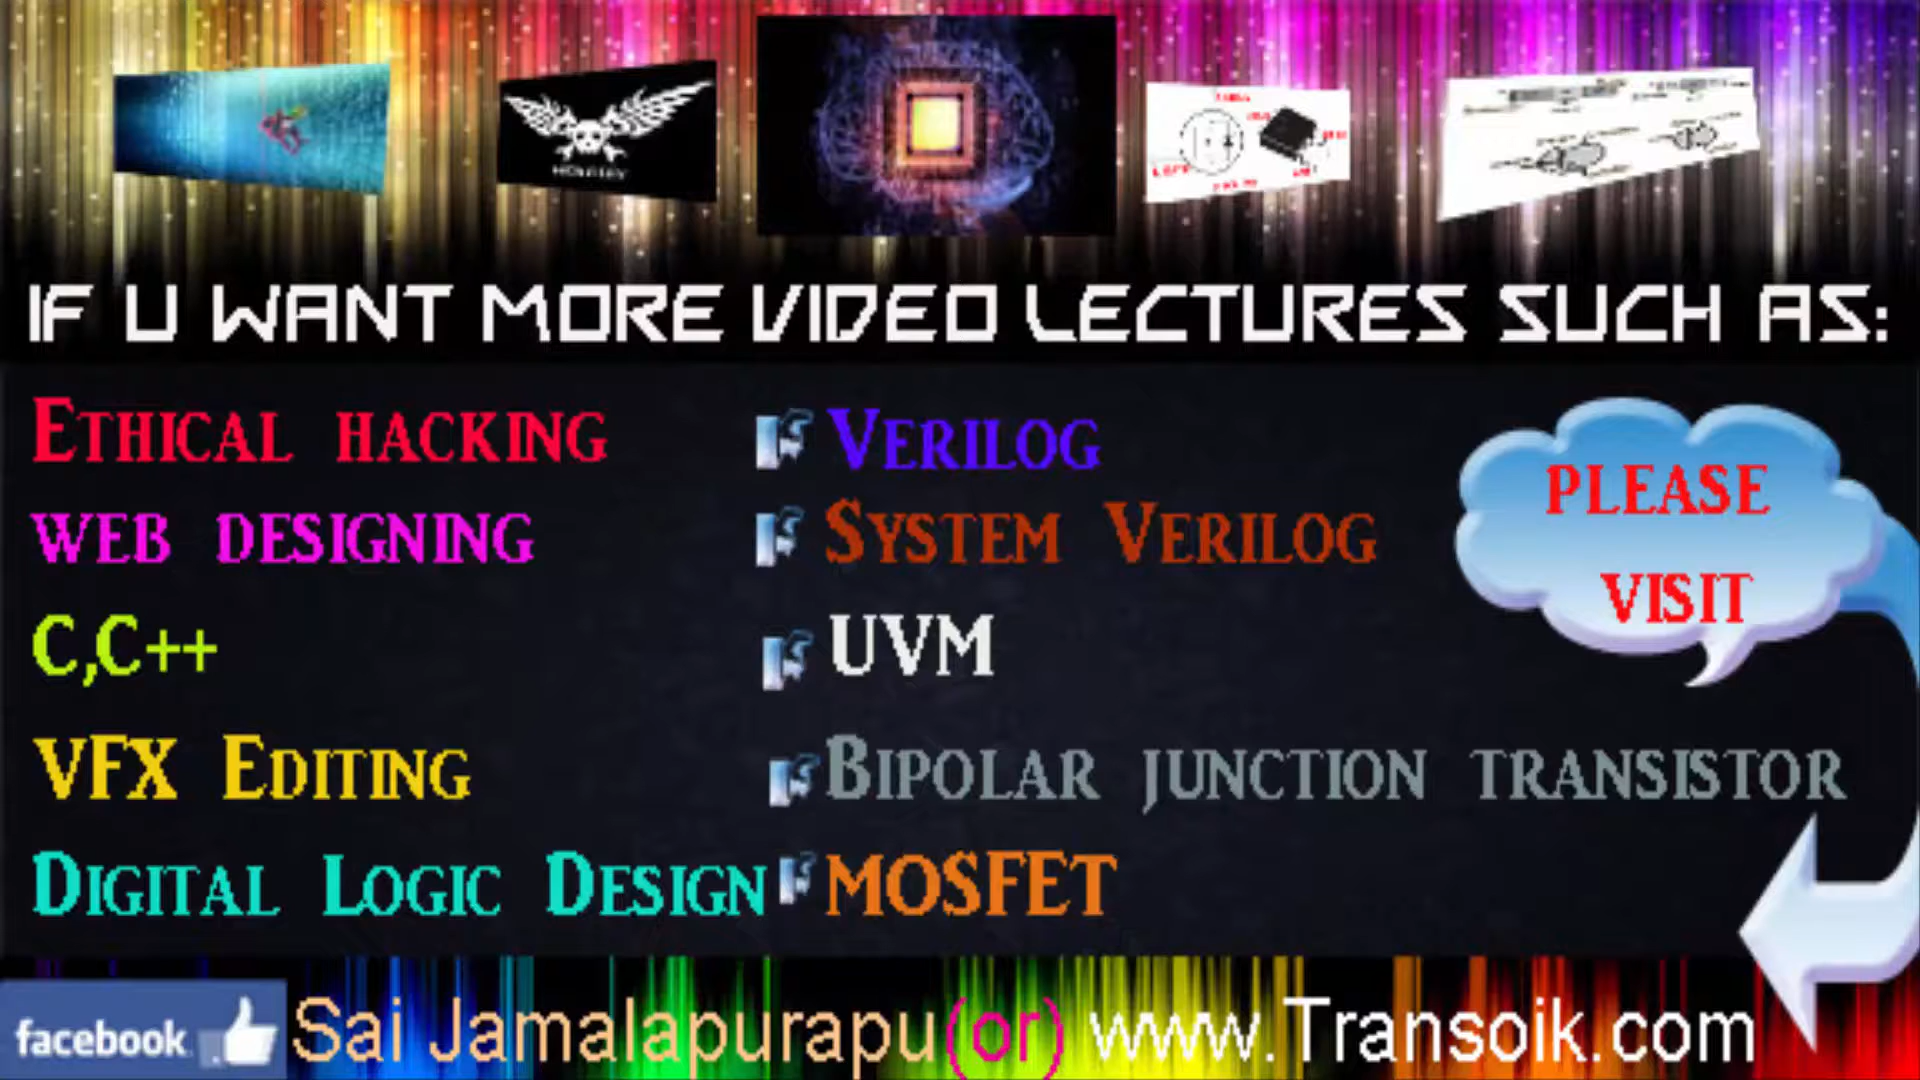 IF U WANT MORE VIDEO LECTURES SUCH AS:
ETHICAL HACKING
WEB DESIGNING
C,C++
VFX EDITING
DIGITAL LOGIC DESIGN
VERILOG
SYSTEM VERILOG
UVM
BIPOLAR JUNCTION TRANSISTOR
MOSFET
PLEASE
VISIT
facebook Sai Jamalapurapu(or) www.Transoik.com